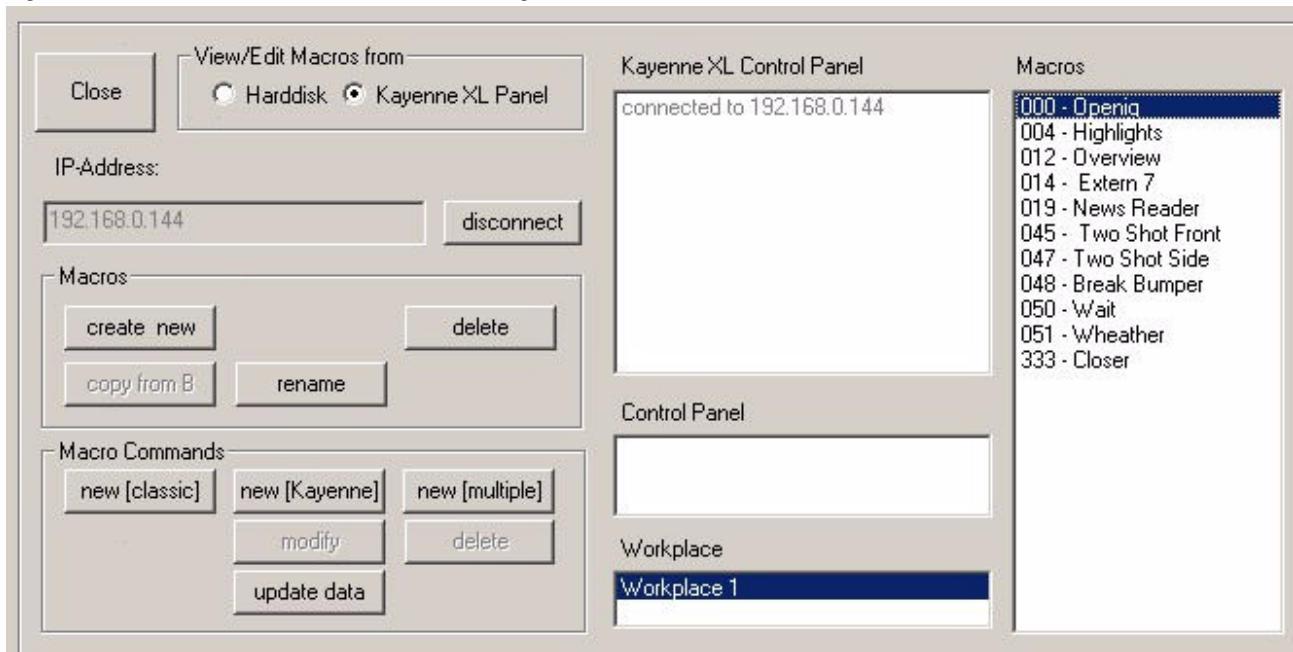 View/Edit Macros from
Close
Harddisk
Kayenne XL Panel
IP-Address:
192.168.0.144
disconnect
Macros
create new
delete
copy from B
rename
Macro Commands
new [classic]
new [Kayenne]
new [multiple]
modify
delete
update data
Kayenne XL Control Panel
connected to 192.168.0.144
Control Panel
Workplace
Workplace 1
Macros
000 - Openig
004 - Highlights
012 - Overview
014 - Extern 7
019 - News Reader
045 - Two Shot Front
047 - Two Shot Side
048 - Break Bumper
050 - Wait
051 - Wheather
333 - Closer